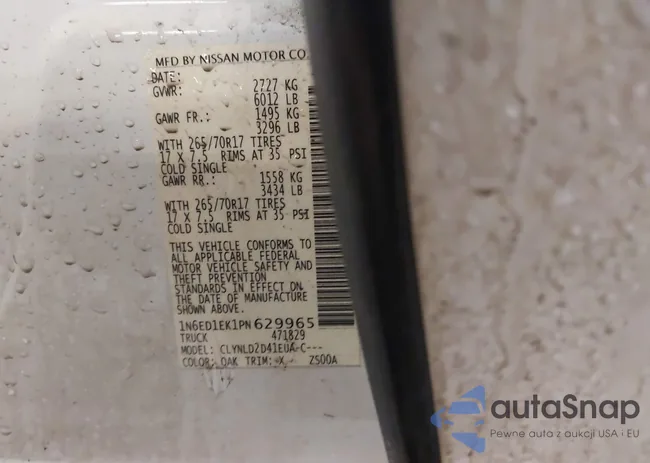 MFD BY NISSAN MOTOR CO
DATE:
GVWR: 2727 KG
6012 LB
GAWR FR.: 1495 KG
3296 LB
WITH 265/70R17 TIRES
17 X 7.5 RIMS AT 35 PSI
COLD SINGLE
GAWR RR.: 1558 KG
3434 LB
WITH 265/70R17 TIRES
17 X 7.5 RIMS AT 35 PSI
COLD SINGLE
THIS VEHICLE CONFORMS TO
ALL APPLICABLE FEDERAL
MOTOR VEHICLE SAFETY AND
THEFT PREVENTION
STANDARDS IN EFFECT ON
THE DATE OF MANUFACTURE
SHOWN ABOVE.
1N6ED1EK1PN 629965
TRUCK 471829
MODEL: CLYNLD2D41EUA-C---
COLOR: QAK TRIM: X ZS00A
autaSnap
Pewne auta z aukcji USA i EU